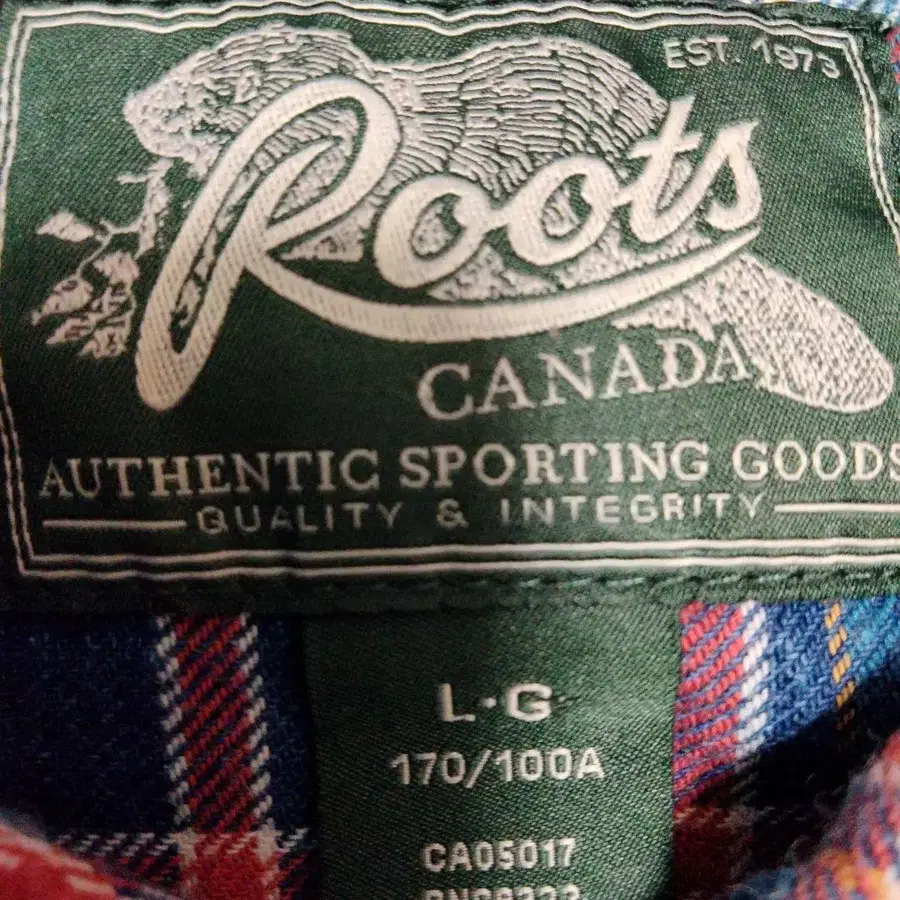 EST. 1973
Roots
CANADA
AUTHENTIC SPORTING GOODS
QUALITY & INTEGRITY
L·G
170/100A
CA05017